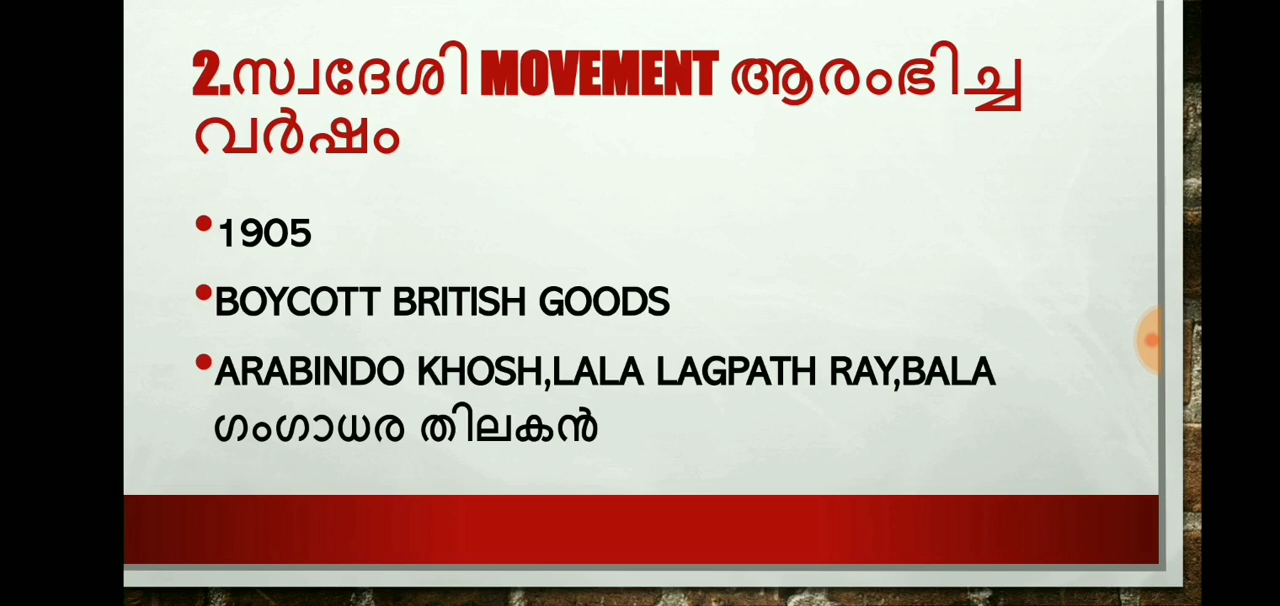 2.സ്വദേശി MOVEMENT ആരംഭിച്ച
വർഷം
•1905
•BOYCOTT BRITISH GOODS
•ARABINDO KHOSH,LALA LAGPATH RAY,BALA
ഗംഗാധര തിലകൻ